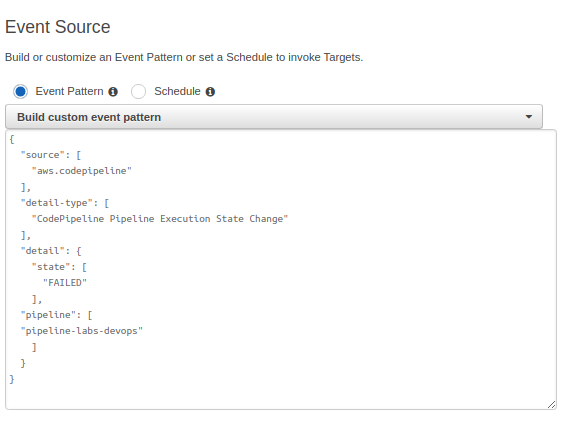 Event Source
Build or customize an Event Pattern or set a Schedule to invoke Targets.
Event Pattern Schedule
Build custom event pattern
{
  "source": [
    "aws.codepipeline"
  ],
  "detail-type": [
    "CodePipeline Pipeline Execution State Change"
  ],
  "detail": {
    "state": [
      "FAILED"
    ],
  "pipeline": [
  "pipeline-labs-devops"
    ]
  }
}